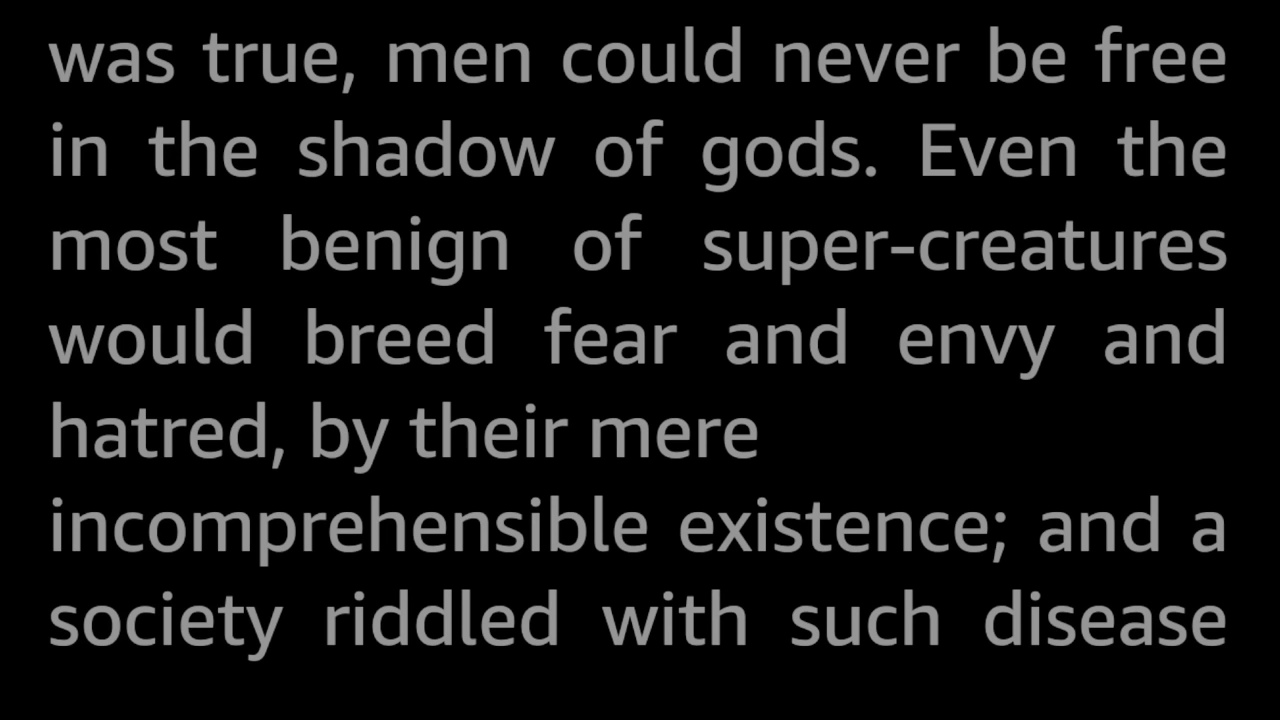 was true, men could never be free
in the shadow of gods. Even the
most benign of super-creatures
would breed fear and envy and
hatred, by their mere
incomprehensible existence; and a
society riddled with such disease